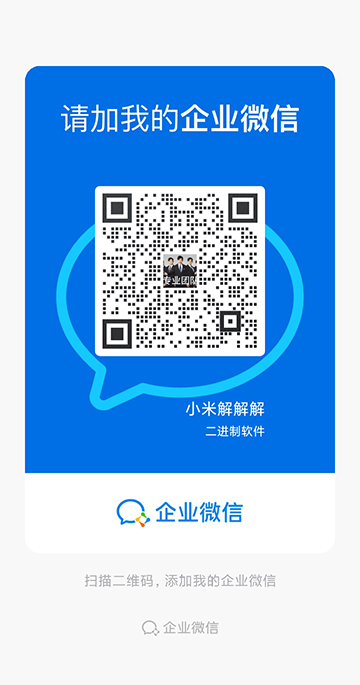 请加我的企业微信
专业团队
小米解解解
二进制软件
企业微信
扫描二维码，添加我的企业微信
企业微信